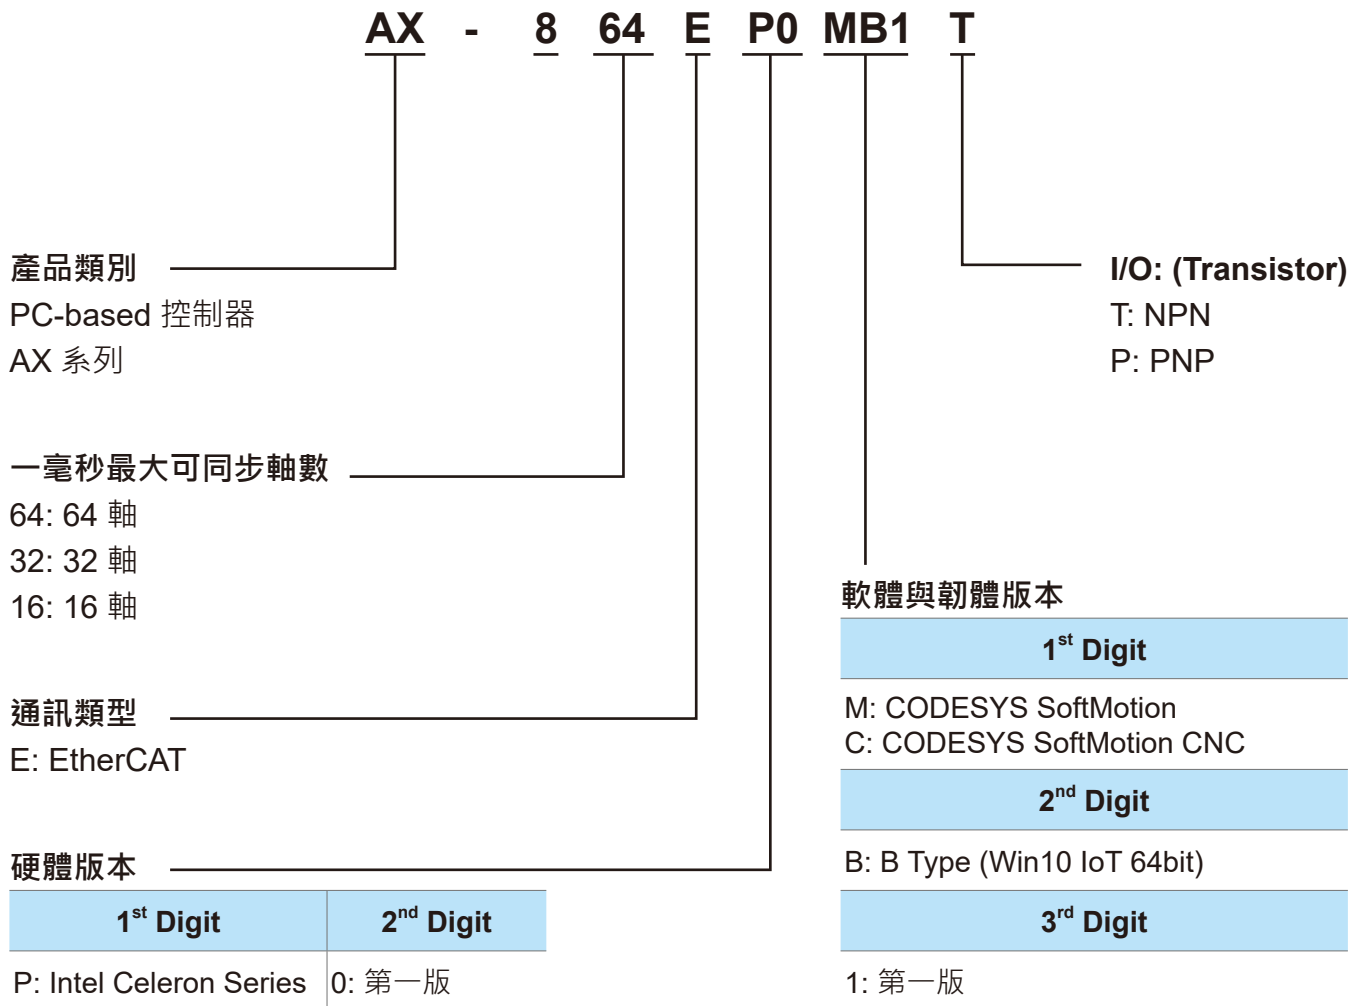 AX - 8 64 E P0 MB1 T
產品類別
PC-based 控制器
AX 系列
I/O: (Transistor)
T: NPN
P: PNP
一毫秒最大可同步軸數
64: 64 軸
32: 32 軸
16: 16 軸
通訊類型
E: EtherCAT
硬體版本
1st Digit 2nd Digit
P: Intel Celeron Series 0: 第一版
軟體與韌體版本
1st Digit
M: CODESYS SoftMotion
C: CODESYS SoftMotion CNC
2nd Digit
B: B Type (Win10 IoT 64bit)
3rd Digit
1: 第一版